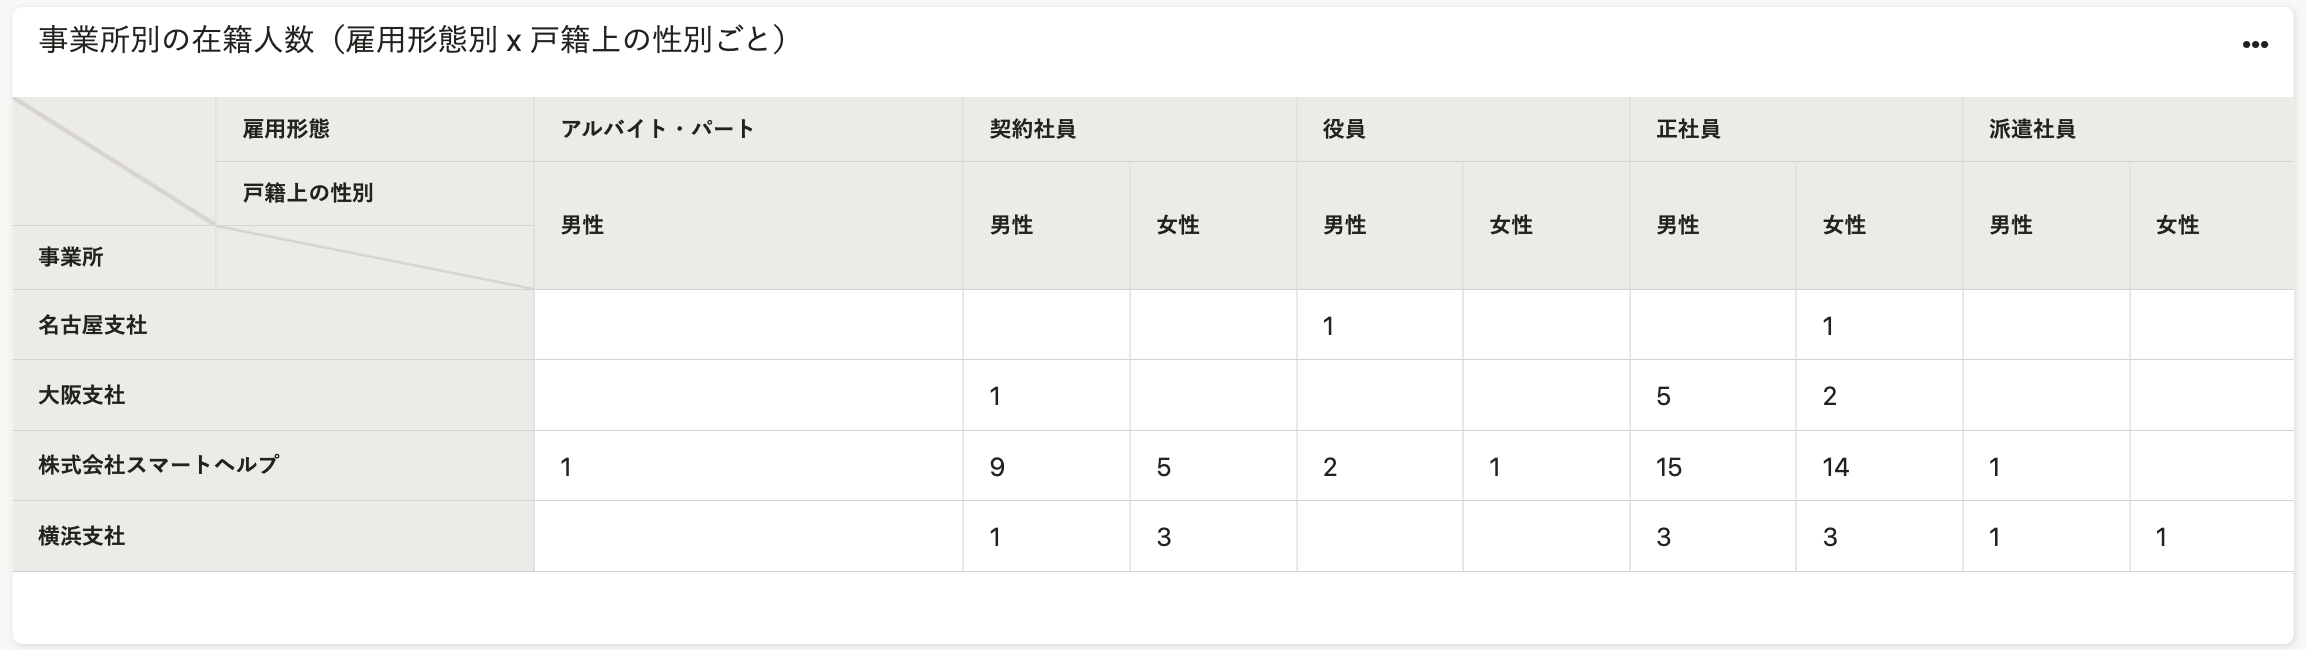 事業所別の在籍人数（雇用形態別 x 戸籍上の性別ごと）
雇用形態 アルバイト・パート 契約社員 役員 正社員 派遣社員
戸籍上の性別
男性 男性 女性 男性 女性 男性 女性 男性 女性
事業所
名古屋支社 1 1
大阪支社 1 5 2
株式会社スマートヘルプ 1 9 5 2 1 15 14 1
横浜支社 1 3 3 3 1 1